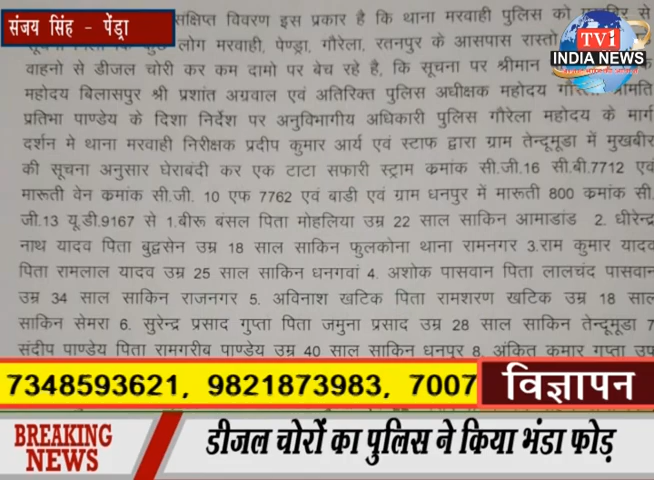 संजय सिंह - पेंड्रा
सक्षिप्त विवरण इस प्रकार है कि थाना मरवाही पुलिस को
लोग मरवाही, पेण्ड्रा, गौरेला, रतनपुर के आसपास रास्तो
TV1
INDIA NEWS
वाहनो से डीजल चोरी कर कम दामो पर बेच रहे है, कि सूचना पर श्रीमान
महोदय बिलासपुर श्री प्रशांत अग्रवाल एवं अतिरिक्त पुलिस अधीक्षक महोदय
प्रतिभा पाण्डेय के दिशा निर्देश पर अनुविभागीय अधिकारी पुलिस गौरेला महोदय के मार्ग
दर्शन मे थाना मरवाही निरीक्षक प्रदीप कुमार आर्य एवं स्टाफ द्वारा ग्राम तेन्दूमूडा में मुखबीर
की सूचना अनुसार घेराबंदी कर एक टाटा सफारी स्ट्राम कमांक सी.जी.16 सी.बी.7712 एवं
मारूती वेन कमांक सी.जी. 10 एफ 7762 एवं बाडी एवं ग्राम धनपुर में मारूती 800 कमांक सी.
जी.13 यू.डी.9167 से 1.बीरू बंसल पिता मोहलिया उम्र 22 साल साकिन आमाडांड 2. धीरेन्द्र
नाथ यादव पिता बुद्वसेन उम्र 18 साल साकिन फुलकोना थाना रामनगर 3.राम कुमार यादव
पिता रामलाल यादव उम्र 25 साल साकिन धनगवां 4. अशोक पासवान पिता लालचंद पासवान
उम्र 34 साल साकिन राजनगर 5. अविनाश खटिक पिता रामशरण खटिक उम्र 18 साल
साकिन सेमरा 6. सुरेन्द्र प्रसाद गुप्ता पिता जमुना प्रसाद उम्र 28 साल साकिन तेन्दूमूडा 7
संदीप पाण्डेय पिता रामगरीब पाण्डेय उम्र 40 साल साकिन धनपुर 8. अंकित कुमार गुप्ता
7348593621, 9821873983, 7007
विज्ञापन
BREAKING
NEWS
डीजल चोरों का पुलिस ने किया भंडा फोड़